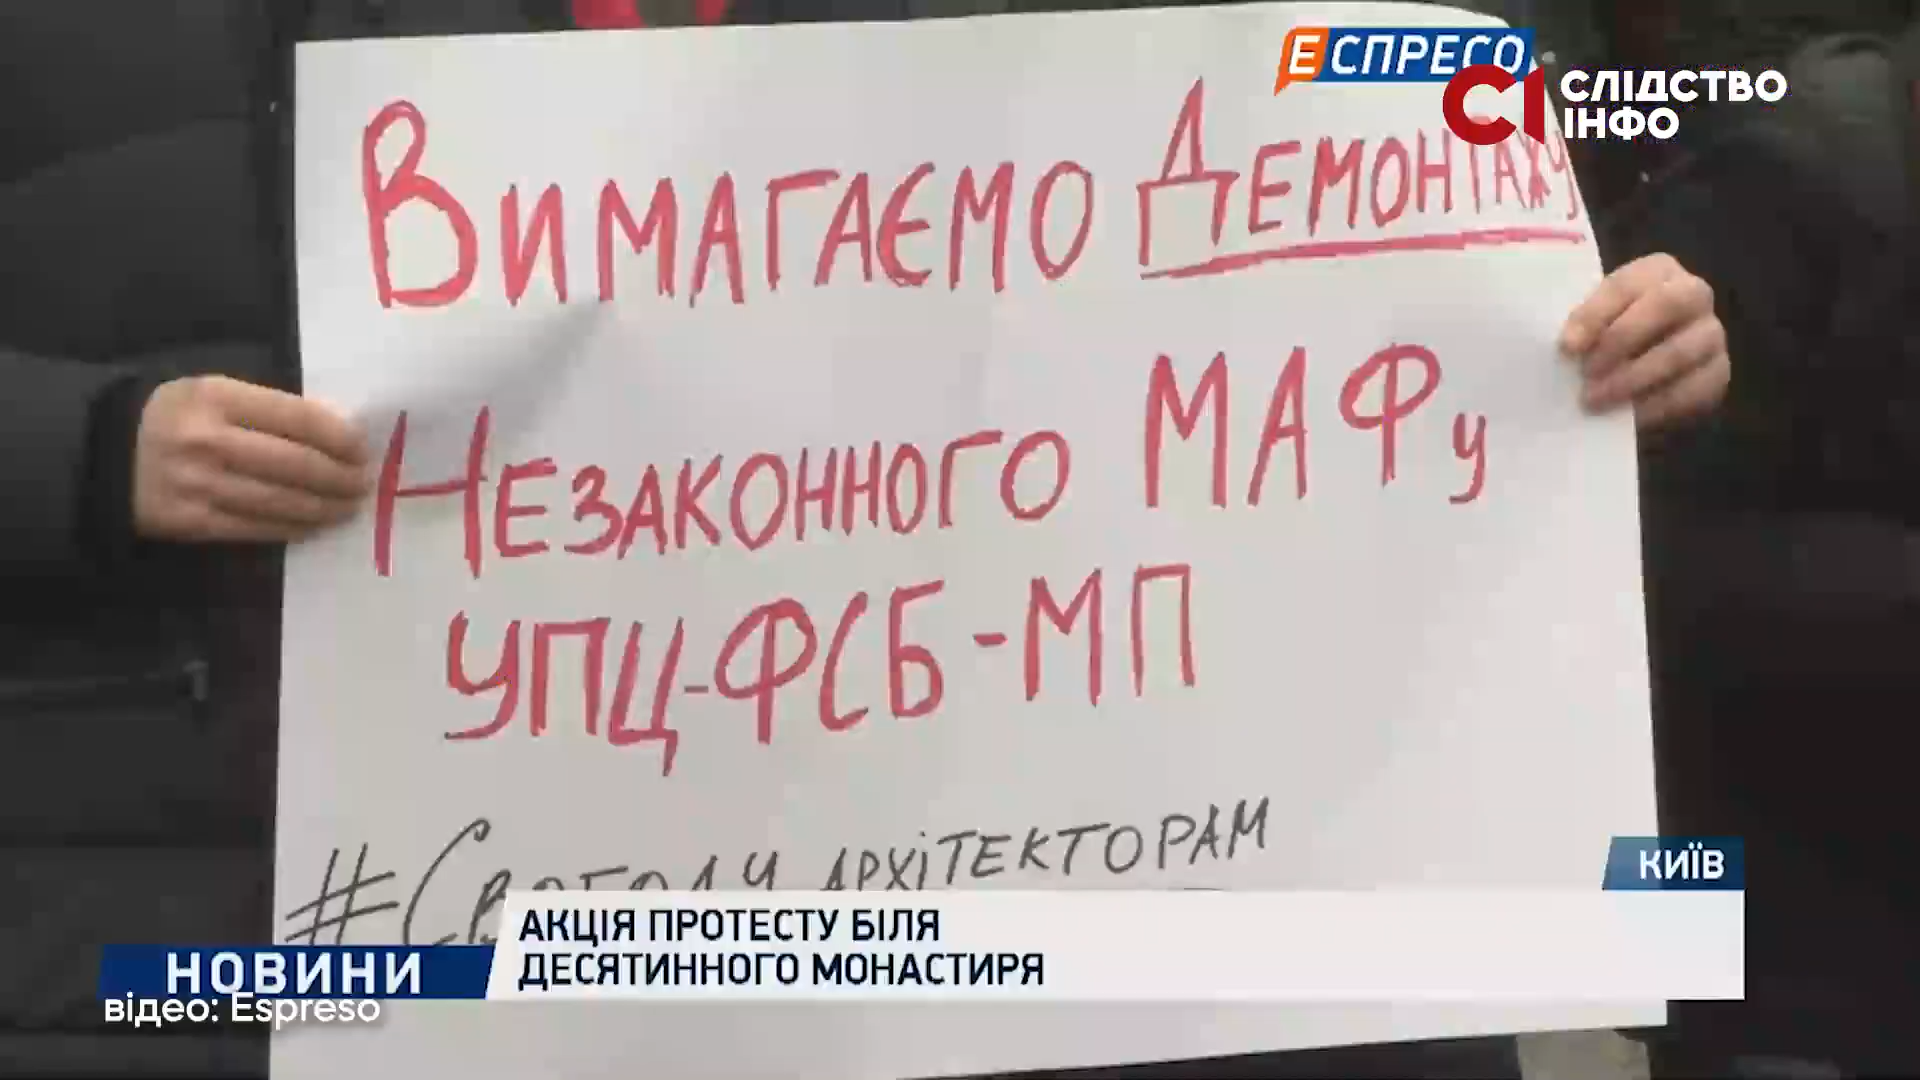 ЕСПРЕСО
СІ СЛІДСТВО
ІНФО
ВИМАГАЄМО ДЕМОНТАЖУ
НЕЗАКОННОГО МАФу
УПЦ-ФСБ-МП
#СВОБОДУ АРХІТЕКТОРАМ
КИЇВ
АКЦІЯ ПРОТЕСТУ БІЛЯ
ДЕСЯТИННОГО МОНАСТИРЯ
НОВИНИ
відео: Espreso